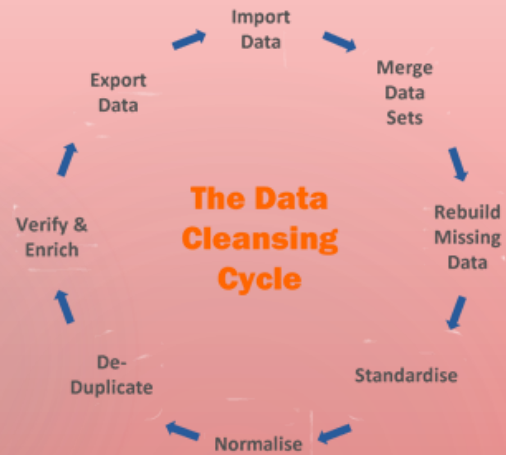 Import
Data
Merge
Data
Sets
Rebuild
Missing
Data
Standardise
Normalise
De-
Duplicate
Verify &
Enrich
Export
Data
The Data
Cleansing
Cycle